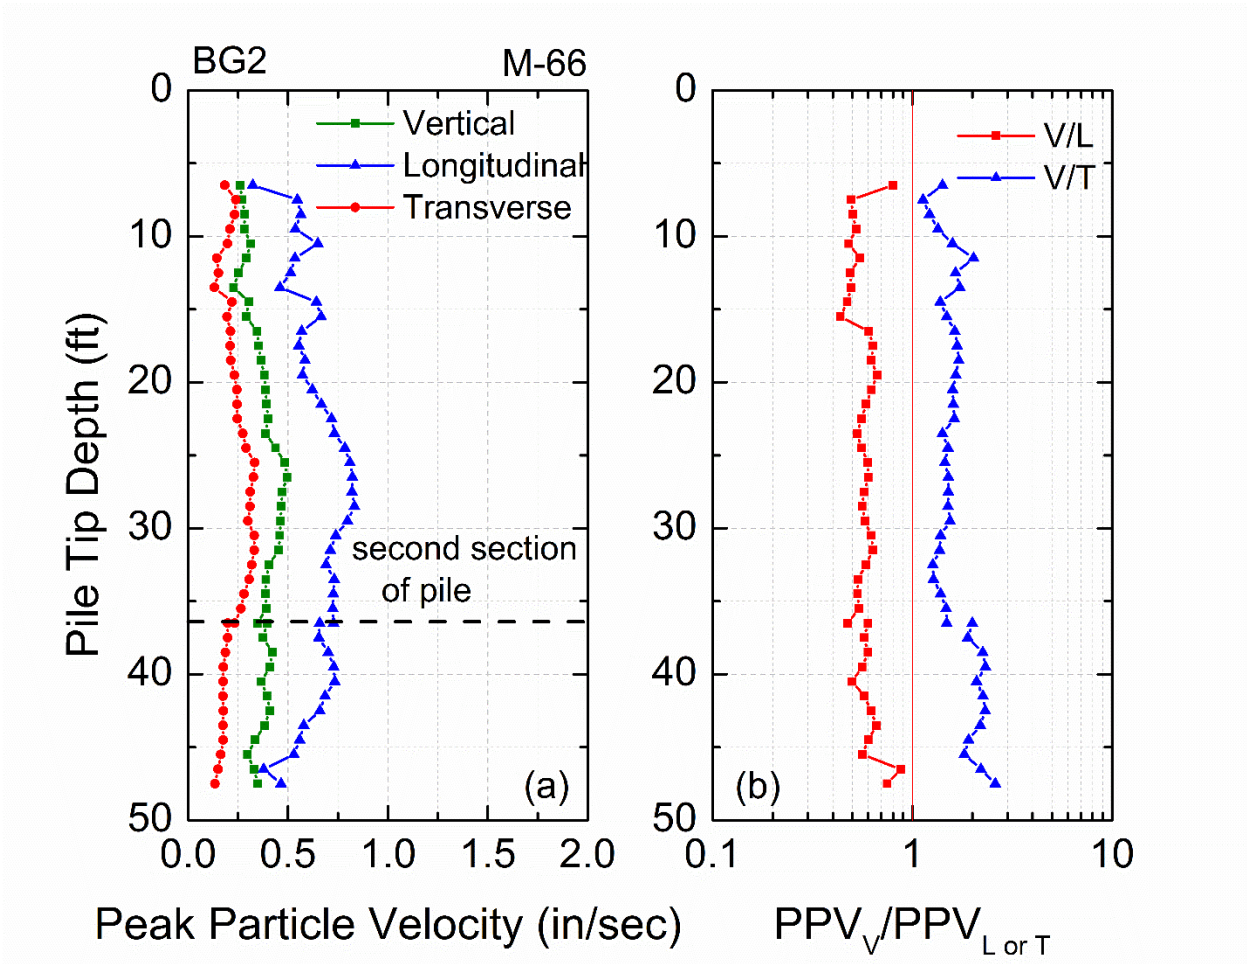 BG2 M-66
0
Vertical
Longitudinal
Transverse
10
20
30
40
50
second section
of pile
(a)
0.0 0.5 1.0 1.5 2.0
Pile Tip Depth (ft)
Peak Particle Velocity (in/sec)
0
V/L
V/T
10
20
30
40
50
(b)
0.1 1 10
PPVV/PPVL or T